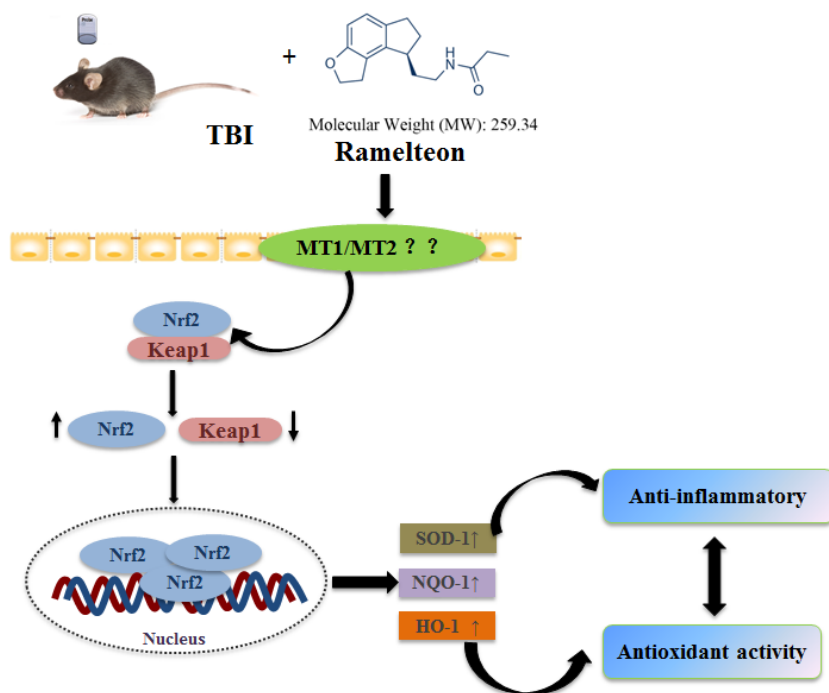 +
O
H
N
O
TBI
Molecular Weight (MW): 259.34
Ramelteon
MT1/MT2 ? ?
Nrf2
Keap1
↑ Nrf2 Keap1 ↓
Nrf2 Nrf2
Nrf2
Nucleus
SOD-1↑
NQO-1↑
HO-1 ↑
Anti-inflammatory
Antioxidant activity